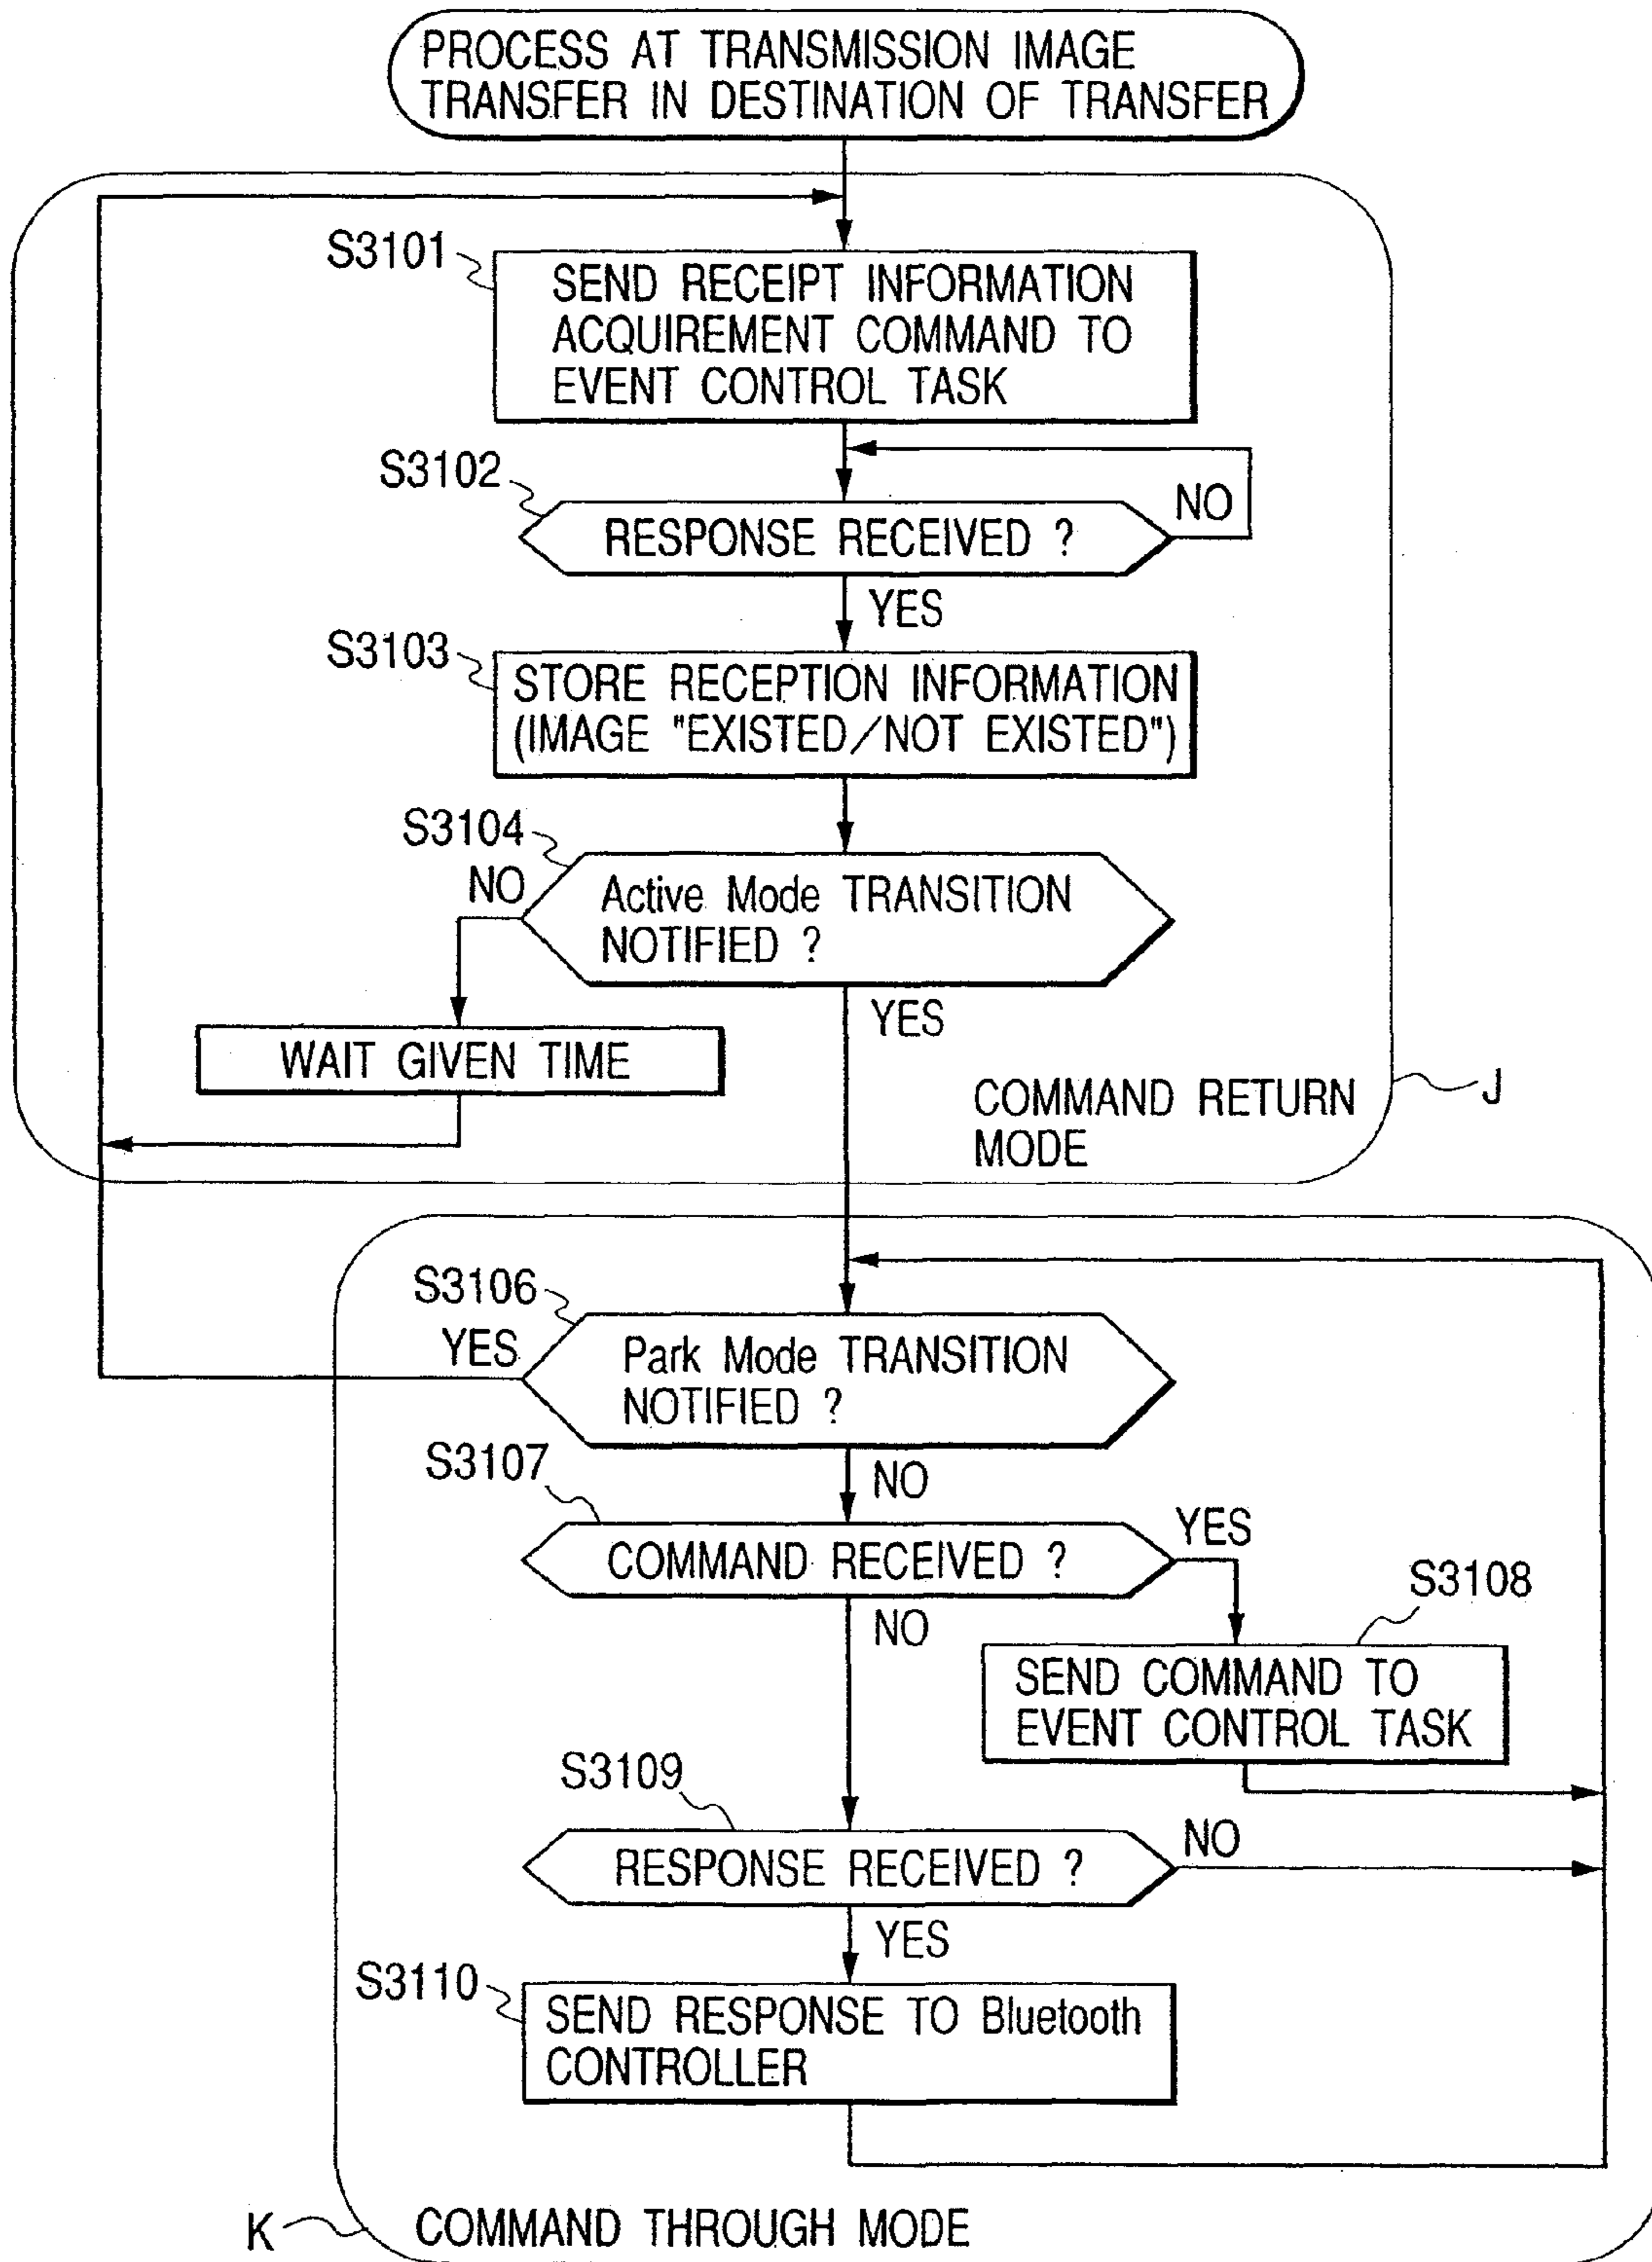 PROCESS AT TRANSMISSION IMAGE
TRANSFER IN DESTINATION OF TRANSFER
S3101
SEND RECEIPT INFORMATION
ACQUIREMENT COMMAND TO
EVENT CONTROL TASK
S3102
RESPONSE RECEIVED ?
NO
YES
S3103
STORE RECEPTION INFORMATION
(IMAGE "EXISTED/NOT EXISTED")
S3104
NO
Active Mode TRANSITION
NOTIFIED ?
YES
WAIT GIVEN TIME
COMMAND RETURN
MODE
J
S3106
YES
Park Mode TRANSITION
NOTIFIED ?
NO
S3107
COMMAND RECEIVED ?
YES
NO
S3108
SEND COMMAND TO
EVENT CONTROL TASK
S3109
RESPONSE RECEIVED ?
NO
YES
S3110
SEND RESPONSE TO Bluetooth
CONTROLLER
K
COMMAND THROUGH MODE